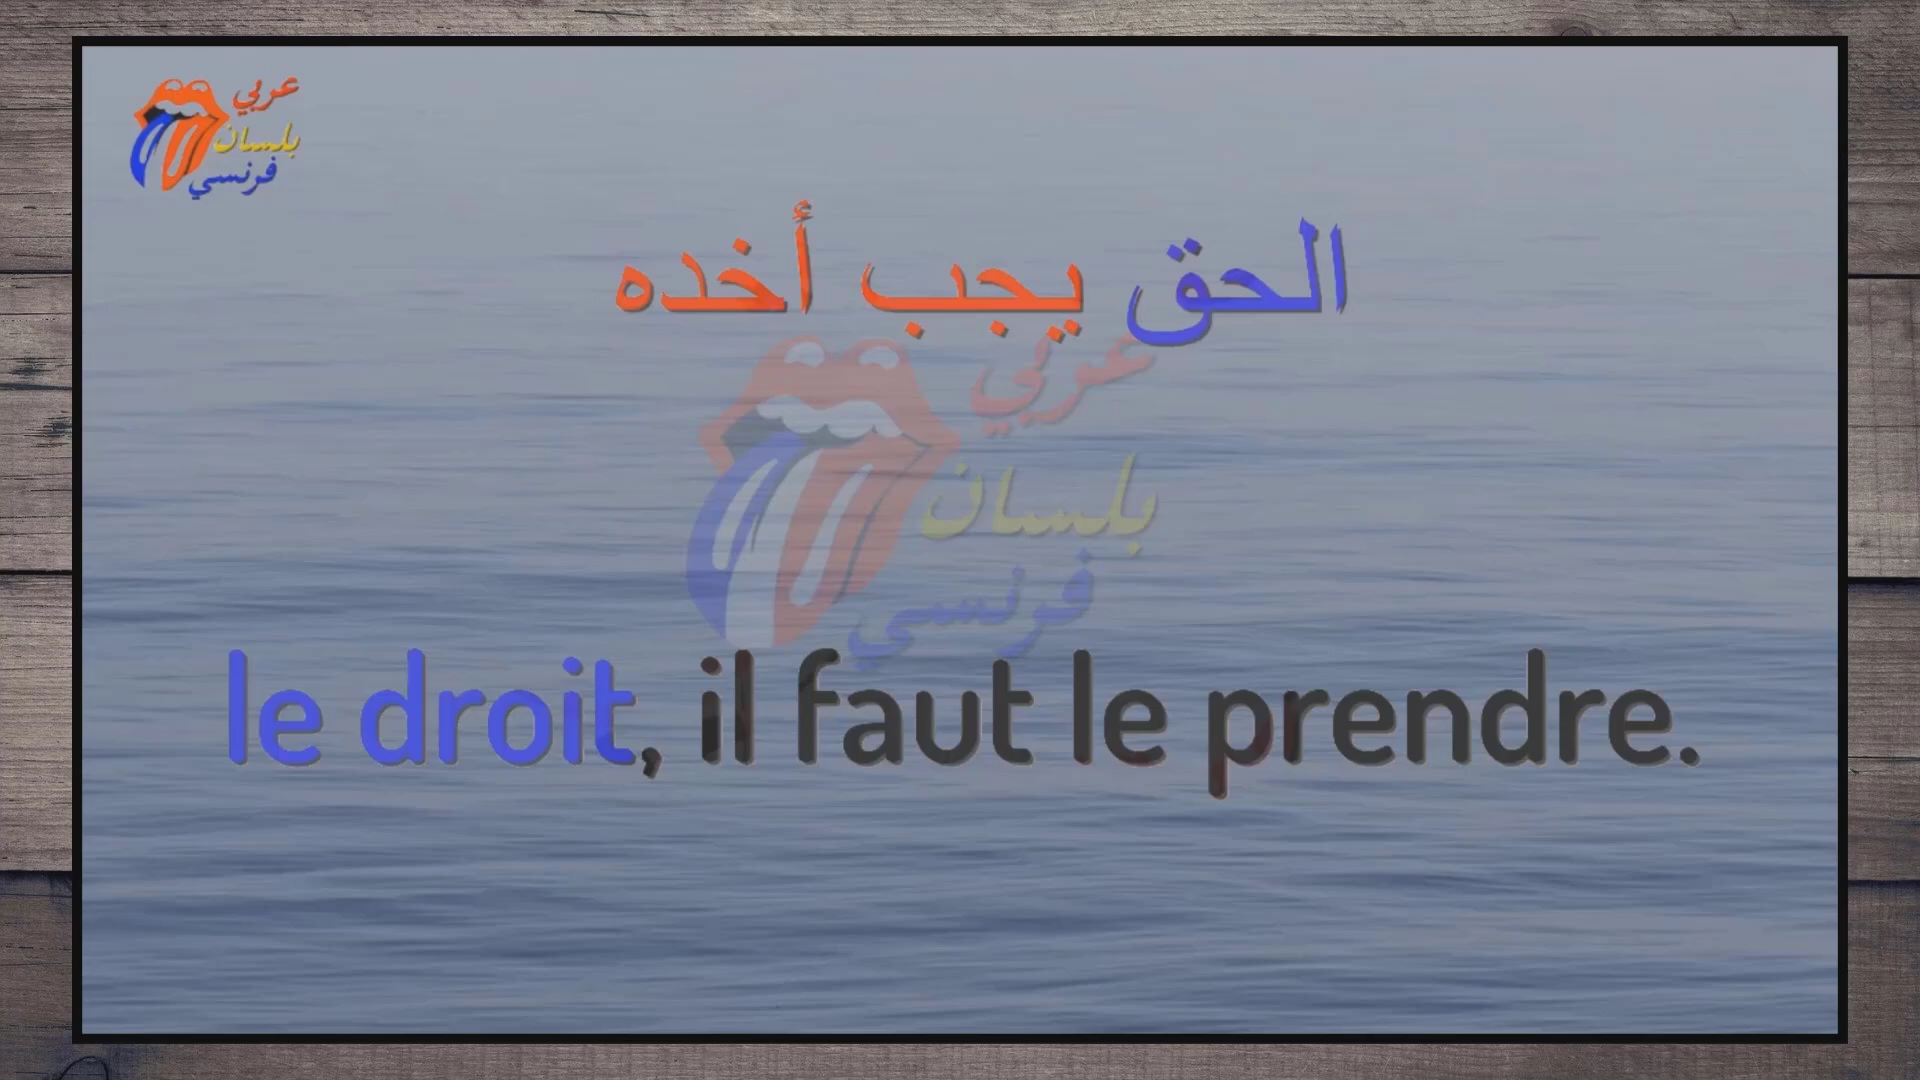 عربي
بلسان
فرنسي
الحق يجب أخده
عربي
بلسان
فرنسي
le droit, il faut le prendre.